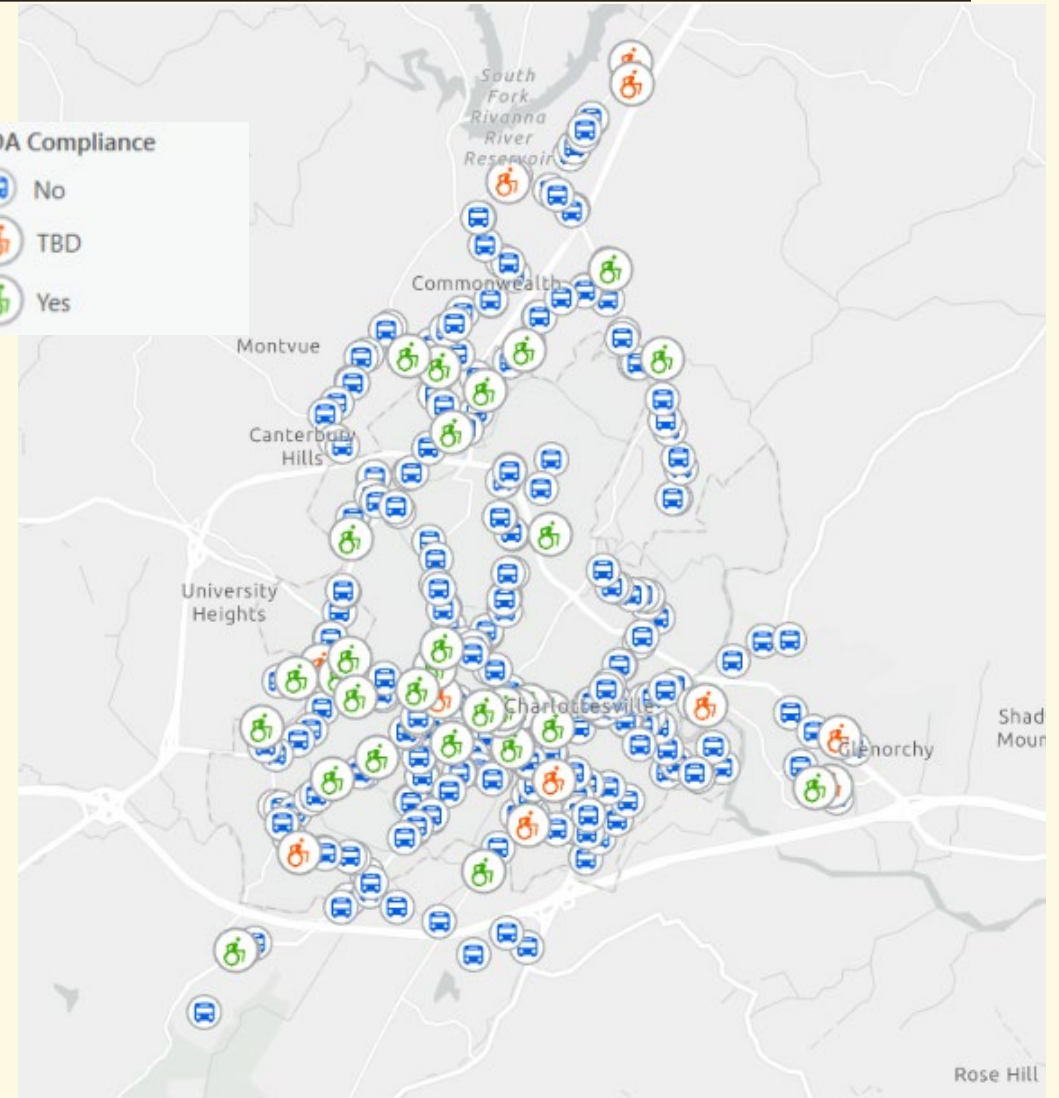 South
Fork
Rivanna
River
Reservoir
DA Compliance
No
TBD
Yes
Commonwealth
Montvue
Canterbury
Hills
University
Heights
Charlottesville
Shad
Moun
Glenorchy
Rose Hill